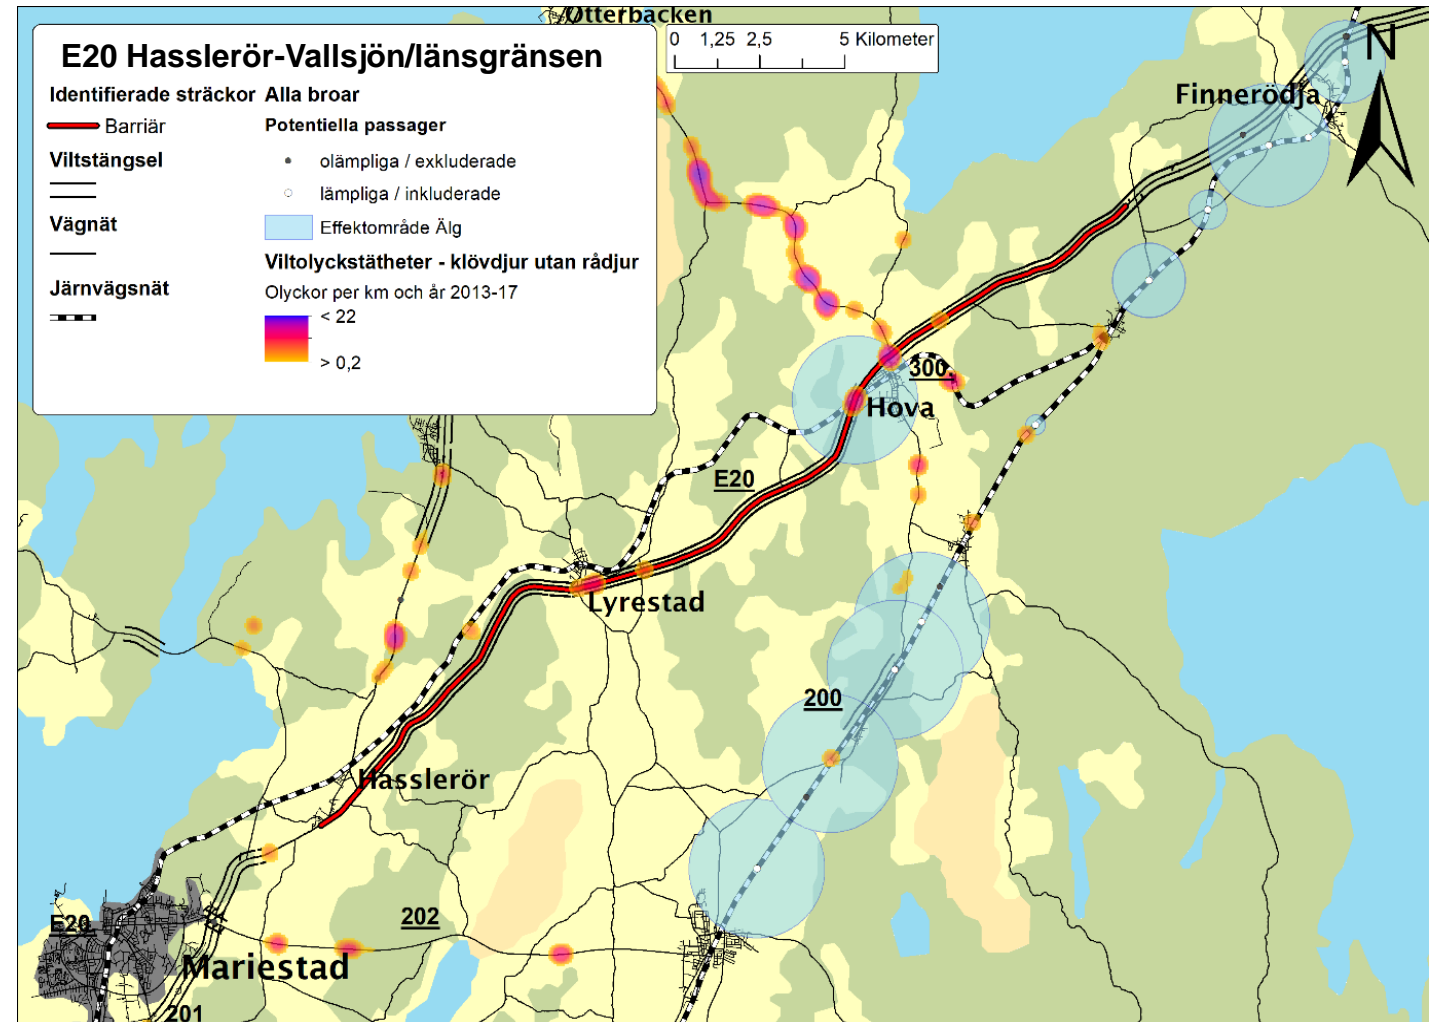 Otterbäcken
E20 Hasslerör-Vallsjön/länsgränsen
Identifierade sträckor
Barriär
Viltstängsel
Vägnät
Järnvägsnät
Alla broar
Potentiella passager
olämpliga / exkluderade
lämpliga / inkluderade
Effektområde Älg
Viltolyckstätheter - klövdjur utan rådjur
Olyckor per km och år 2013-17
< 22
> 0,2
0 1,25 2,5 5 Kilometer
N
Finnerödja
300
Hova
E20
Lyrestad
200
Hasslerör
202
E20
Mariestad
201